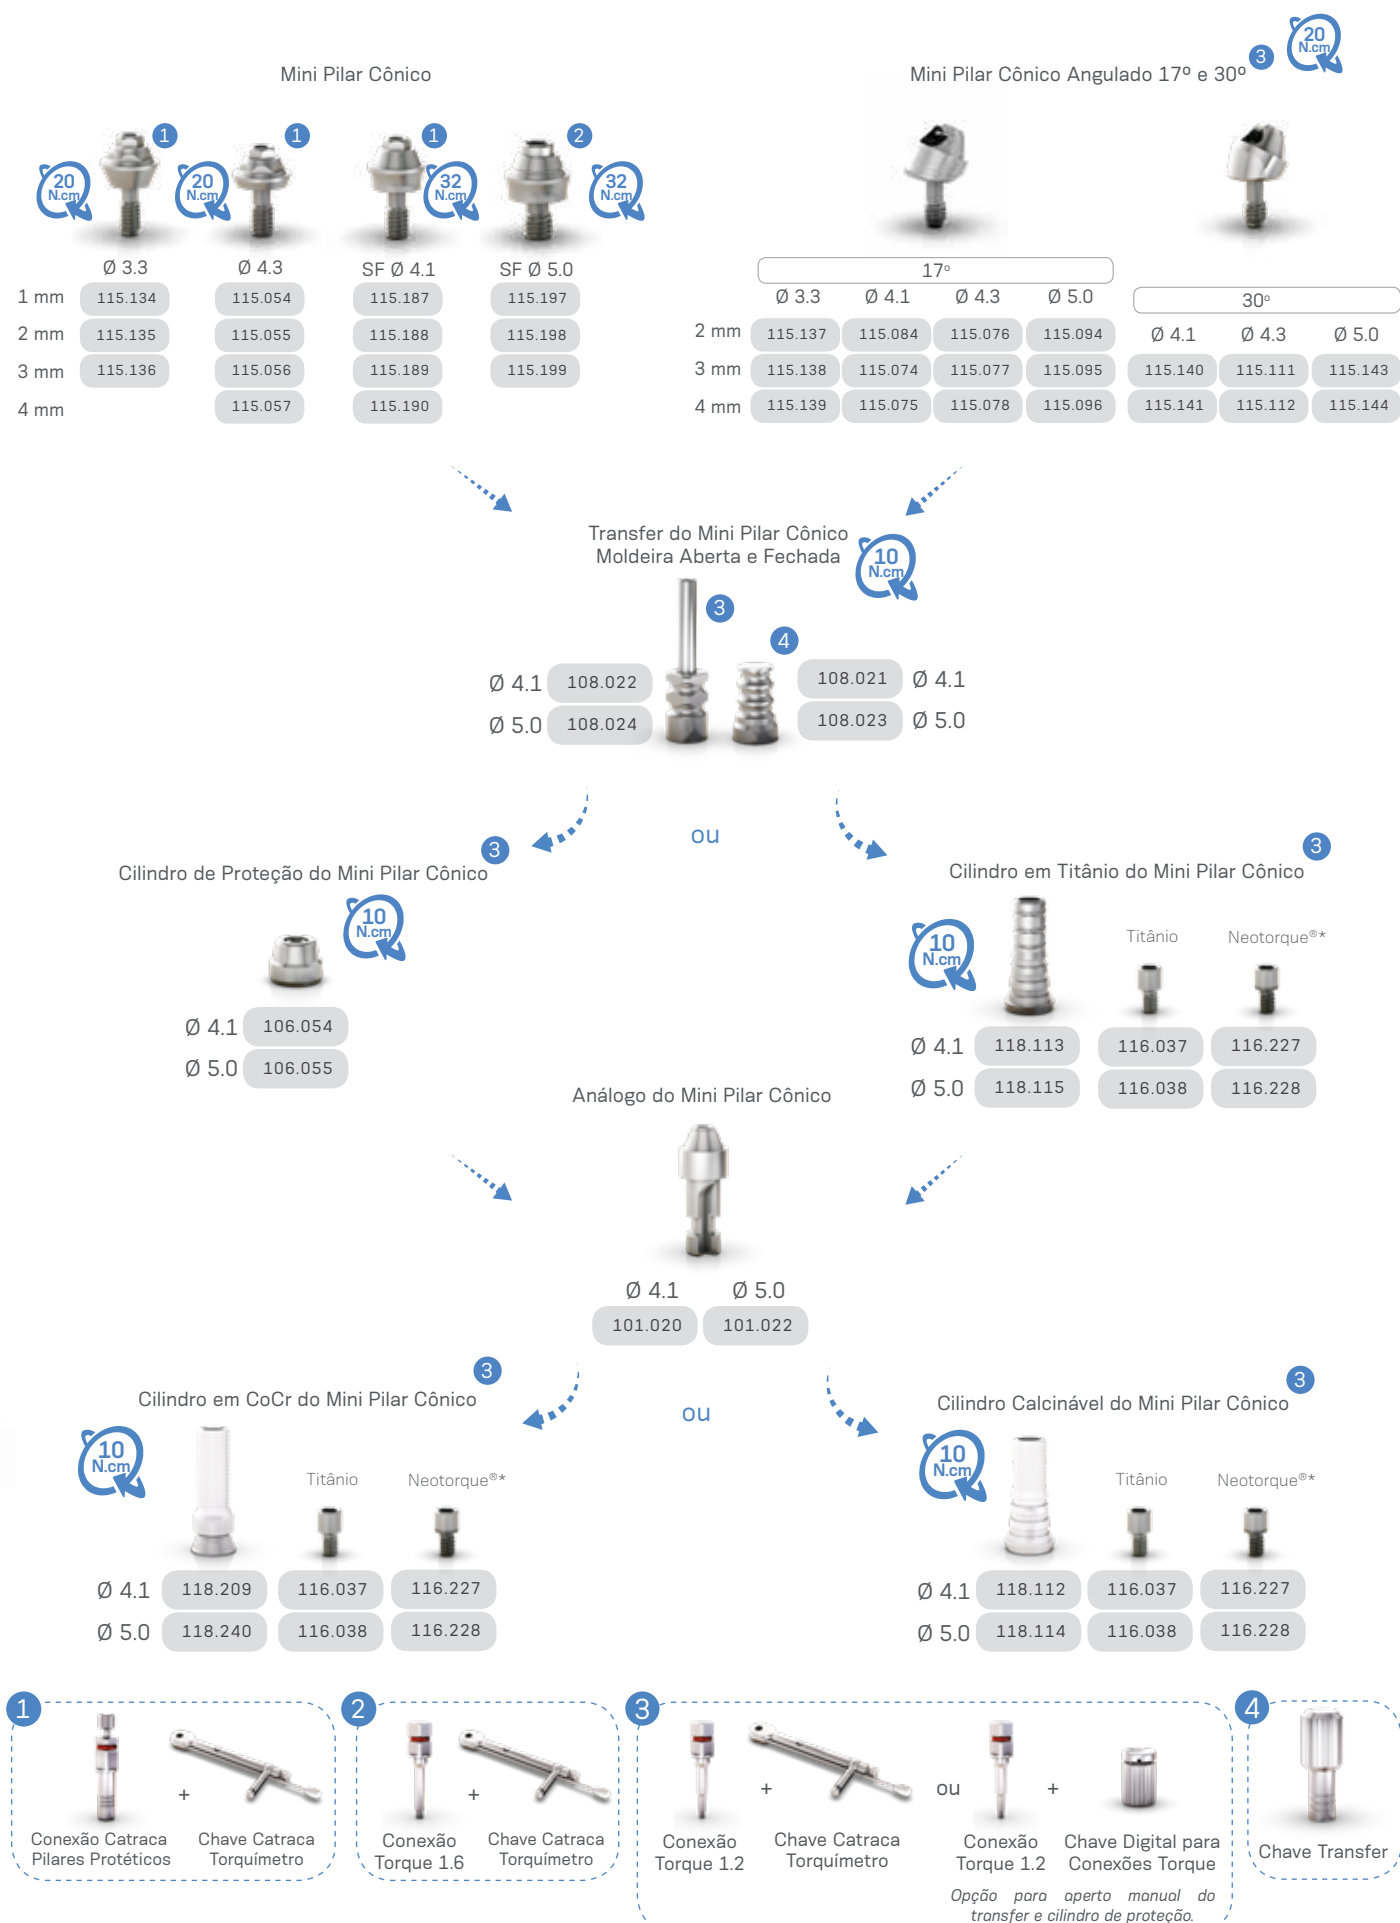 Mini Pilar Cônico
1
20
N.cm
1
20
N.cm
1
32
N.cm
2
32
N.cm
Ø 3.3 Ø 4.3 SF Ø 4.1 SF Ø 5.0
1 mm 115.134 115.054 115.187 115.197
2 mm 115.135 115.055 115.188 115.198
3 mm 115.136 115.056 115.189 115.199
4 mm 115.057 115.190
Mini Pilar Cônico Angulado 17º e 30º
3
20
N.cm
17º
Ø 3.3 Ø 4.1 Ø 4.3 Ø 5.0
2 mm 115.137 115.084 115.076 115.094
3 mm 115.138 115.074 115.077 115.095
4 mm 115.139 115.075 115.078 115.096
30º
Ø 4.1 Ø 4.3 Ø 5.0
115.140 115.111 115.143
115.141 115.112 115.144
Transfer do Mini Pilar Cônico
Moldeira Aberta e Fechada
10
N.cm
3
4
Ø 4.1 108.022
Ø 5.0 108.024
108.021 Ø 4.1
108.023 Ø 5.0
ou
Cilindro de Proteção do Mini Pilar Cônico
3
10
N.cm
Ø 4.1 106.054
Ø 5.0 106.055
Cilindro em Titânio do Mini Pilar Cônico
3
10
N.cm
Titânio Neotorque®*
Ø 4.1 118.113 116.037 116.227
Ø 5.0 118.115 116.038 116.228
Análogo do Mini Pilar Cônico
Ø 4.1 Ø 5.0
101.020 101.022
ou
Cilindro em CoCr do Mini Pilar Cônico
3
10
N.cm
Titânio Neotorque®*
Ø 4.1 118.209 116.037 116.227
Ø 5.0 118.240 116.038 116.228
Cilindro Calcinável do Mini Pilar Cônico
3
10
N.cm
Titânio Neotorque®*
Ø 4.1 118.112 116.037 116.227
Ø 5.0 118.114 116.038 116.228
1
+
Conexão Catraca
Pilares Protéticos
Chave Catraca
Torquímetro
2
+
Conexão
Torque 1.6
Chave Catraca
Torquímetro
3
+
Conexão
Torque 1.2
Chave Catraca
Torquímetro
ou
+
Conexão
Torque 1.2
Chave Digital para
Conexões Torque
Opção para aperto manual do
transfer e cilindro de proteção.
4
Chave Transfer